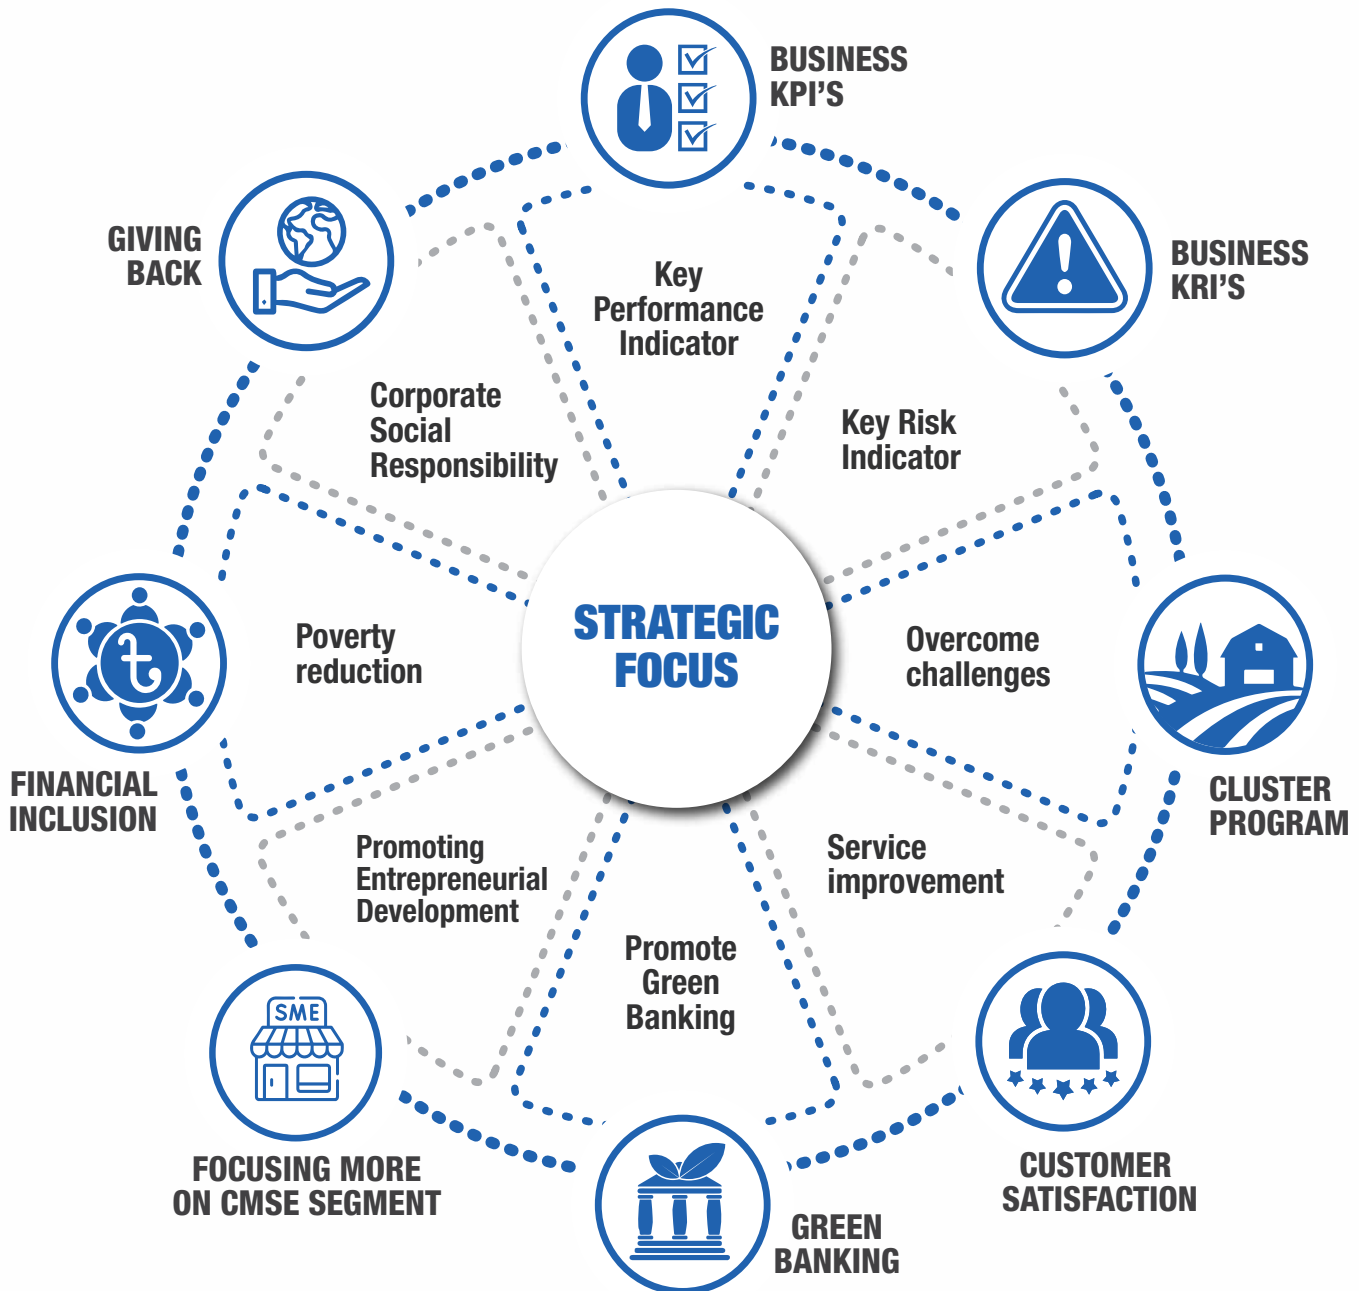 BUSINESS
KPI'S
Key
Performance
Indicator
BUSINESS
KRI'S
Key Risk
Indicator
CLUSTER
PROGRAM
Overcome
challenges
CUSTOMER
SATISFACTION
Service
improvement
GREEN
BANKING
Promote
Green
Banking
SME
FOCUSING MORE
ON CMSE SEGMENT
Promoting
Entrepreneurial
Development
FINANCIAL
INCLUSION
Poverty
reduction
GIVING
BACK
Corporate
Social
Responsibility
STRATEGIC
FOCUS